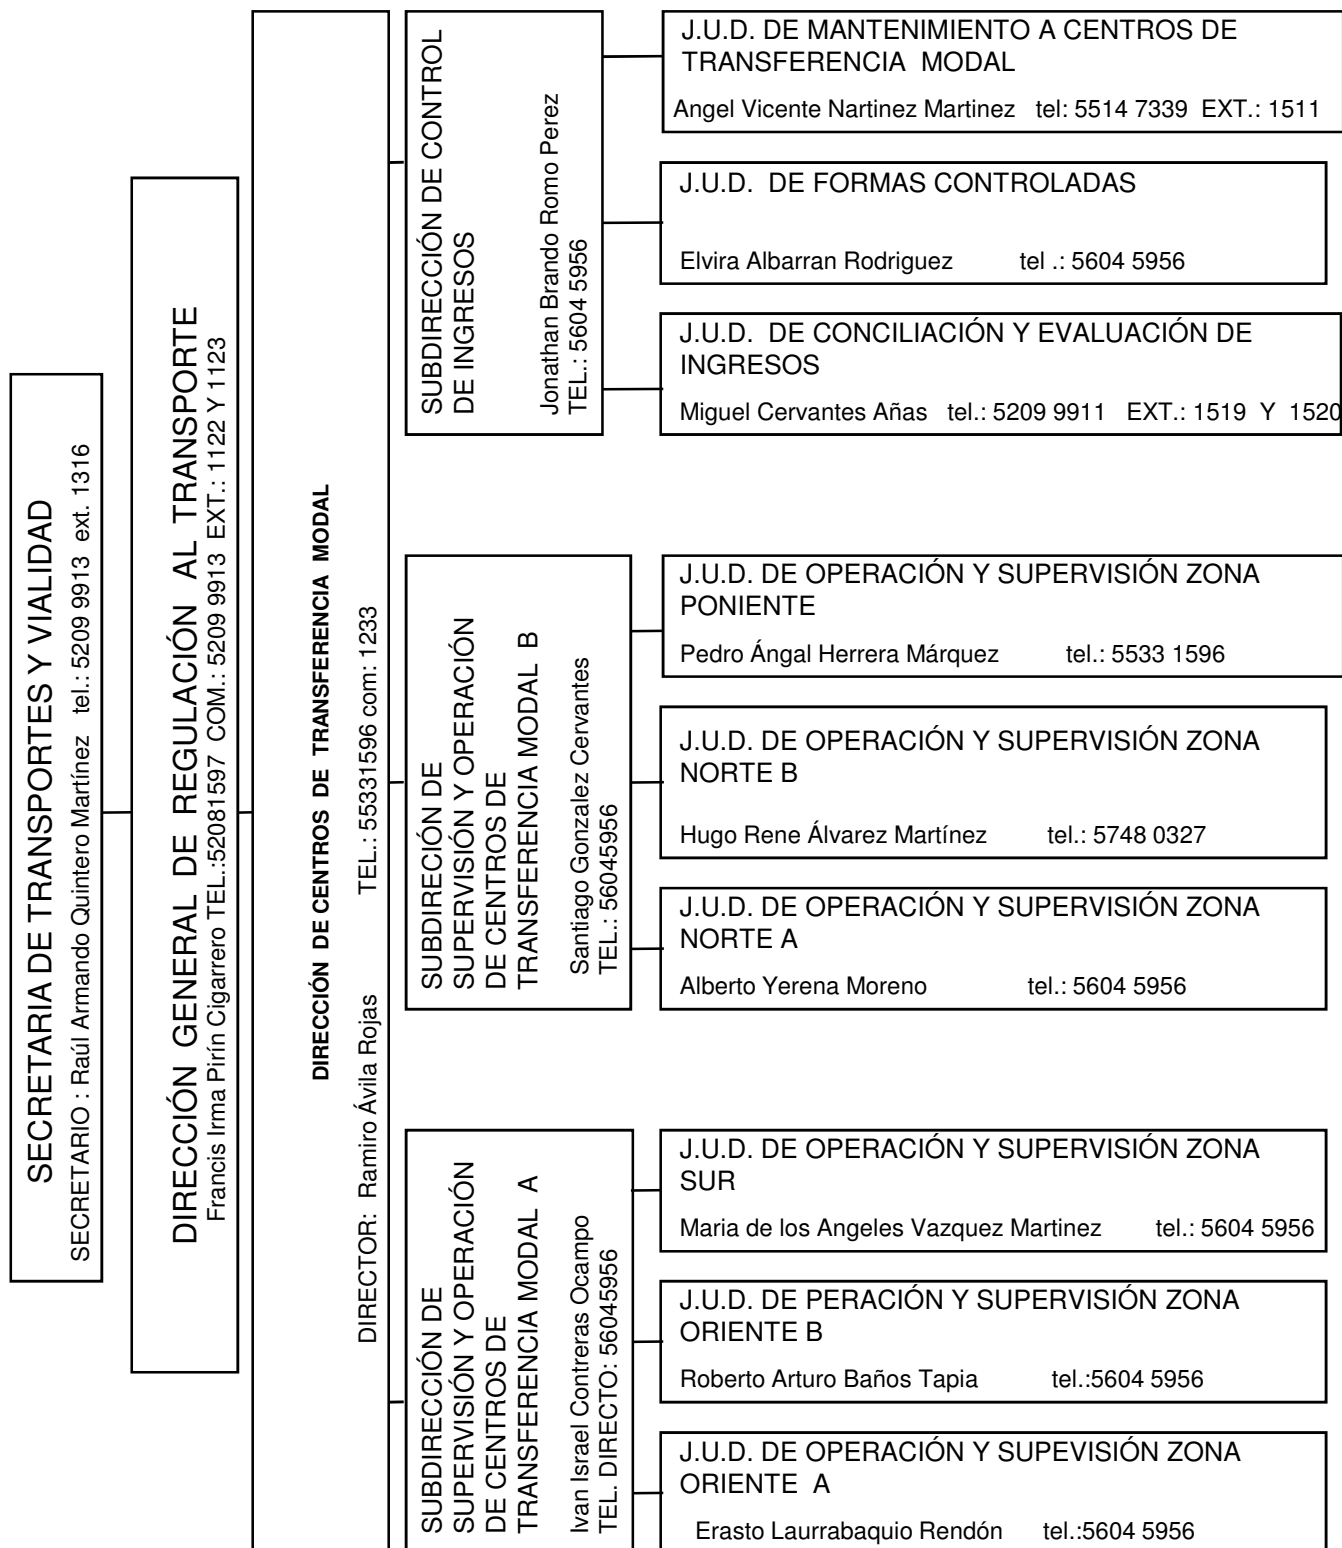 SECRETARIA DE TRANSPORTES Y VIALIDAD
SECRETARIO : Raúl Armando Quintero Martínez tel.: 5209 9913 ext. 1316
DIRECCIÓN GENERAL DE REGULACIÓN AL TRANSPORTE
Francis Irma Pirín Cigarrero TEL.:52081597 COM.: 5209 9913 EXT.: 1122 Y 1123
DIRECCIÓN DE CENTROS DE TRANSFERENCIA MODAL
DIRECTOR: Ramiro Ávila Rojas TEL.: 55331596 com: 1233
SUBDIRECCIÓN DE CONTROL
DE INGRESOS
Jonathan Brando Romo Perez
TEL.: 5604 5956
J.U.D. DE MANTENIMIENTO A CENTROS DE
TRANSFERENCIA MODAL
Angel Vicente Nartinez Martinez tel: 5514 7339 EXT.: 1511
J.U.D. DE FORMAS CONTROLADAS
Elvira Albarran Rodriguez tel .: 5604 5956
J.U.D. DE CONCILIACIÓN Y EVALUACIÓN DE
INGRESOS
Miguel Cervantes Añas tel.: 5209 9911 EXT.: 1519 Y 1520
SUBDIRECIÓN DE
SUPERVISIÓN Y OPERACIÓN
DE CENTROS DE
TRANSFERENCIA MODAL B
Santiago Gonzalez Cervantes
TEL.: 56045956
J.U.D. DE OPERACIÓN Y SUPERVISIÓN ZONA
PONIENTE
Pedro Ángal Herrera Márquez tel.: 5533 1596
J.U.D. DE OPERACIÓN Y SUPERVISIÓN ZONA
NORTE B
Hugo Rene Álvarez Martínez tel.: 5748 0327
J.U.D. DE OPERACIÓN Y SUPERVISIÓN ZONA
NORTE A
Alberto Yerena Moreno tel.: 5604 5956
SUBDIRECCIÓN DE
SUPERVISIÓN Y OPERACIÓN
DE CENTROS DE
TRANSFERENCIA MODAL A
Ivan Israel Contreras Ocampo
TEL. DIRECTO: 56045956
J.U.D. DE OPERACIÓN Y SUPERVISIÓN ZONA
SUR
Maria de los Angeles Vazquez Martinez tel.: 5604 5956
J.U.D. DE PERACIÓN Y SUPERVISIÓN ZONA
ORIENTE B
Roberto Arturo Baños Tapia tel.:5604 5956
J.U.D. DE OPERACIÓN Y SUPEVISIÓN ZONA
ORIENTE A
Erasto Laurrabaquio Rendón tel.:5604 5956